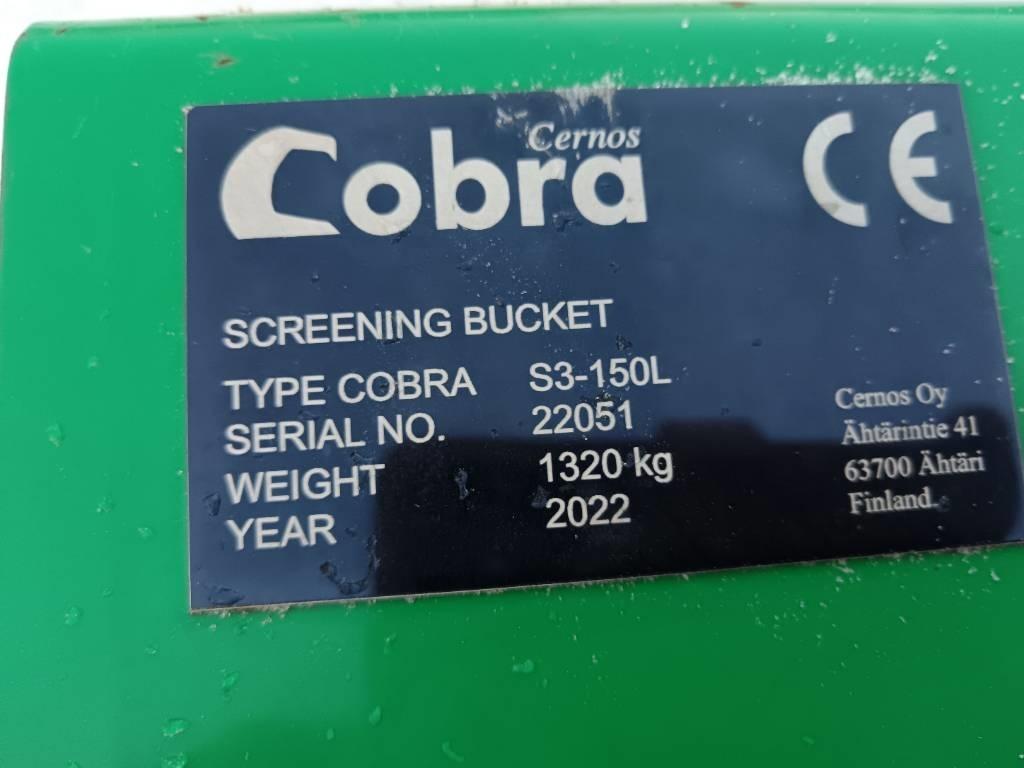 Cernos
Cobra
CE
SCREENING BUCKET
TYPE COBRA S3-150L
SERIAL NO. 22051
WEIGHT 1320 kg
YEAR 2022
Cernos Oy
Ähtärintie 41
63700 Ähtäri
Finland.